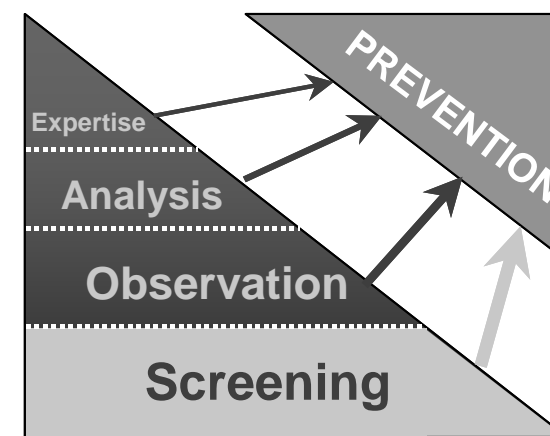 PREVENTION
Expertise
Analysis
Observation
Screening